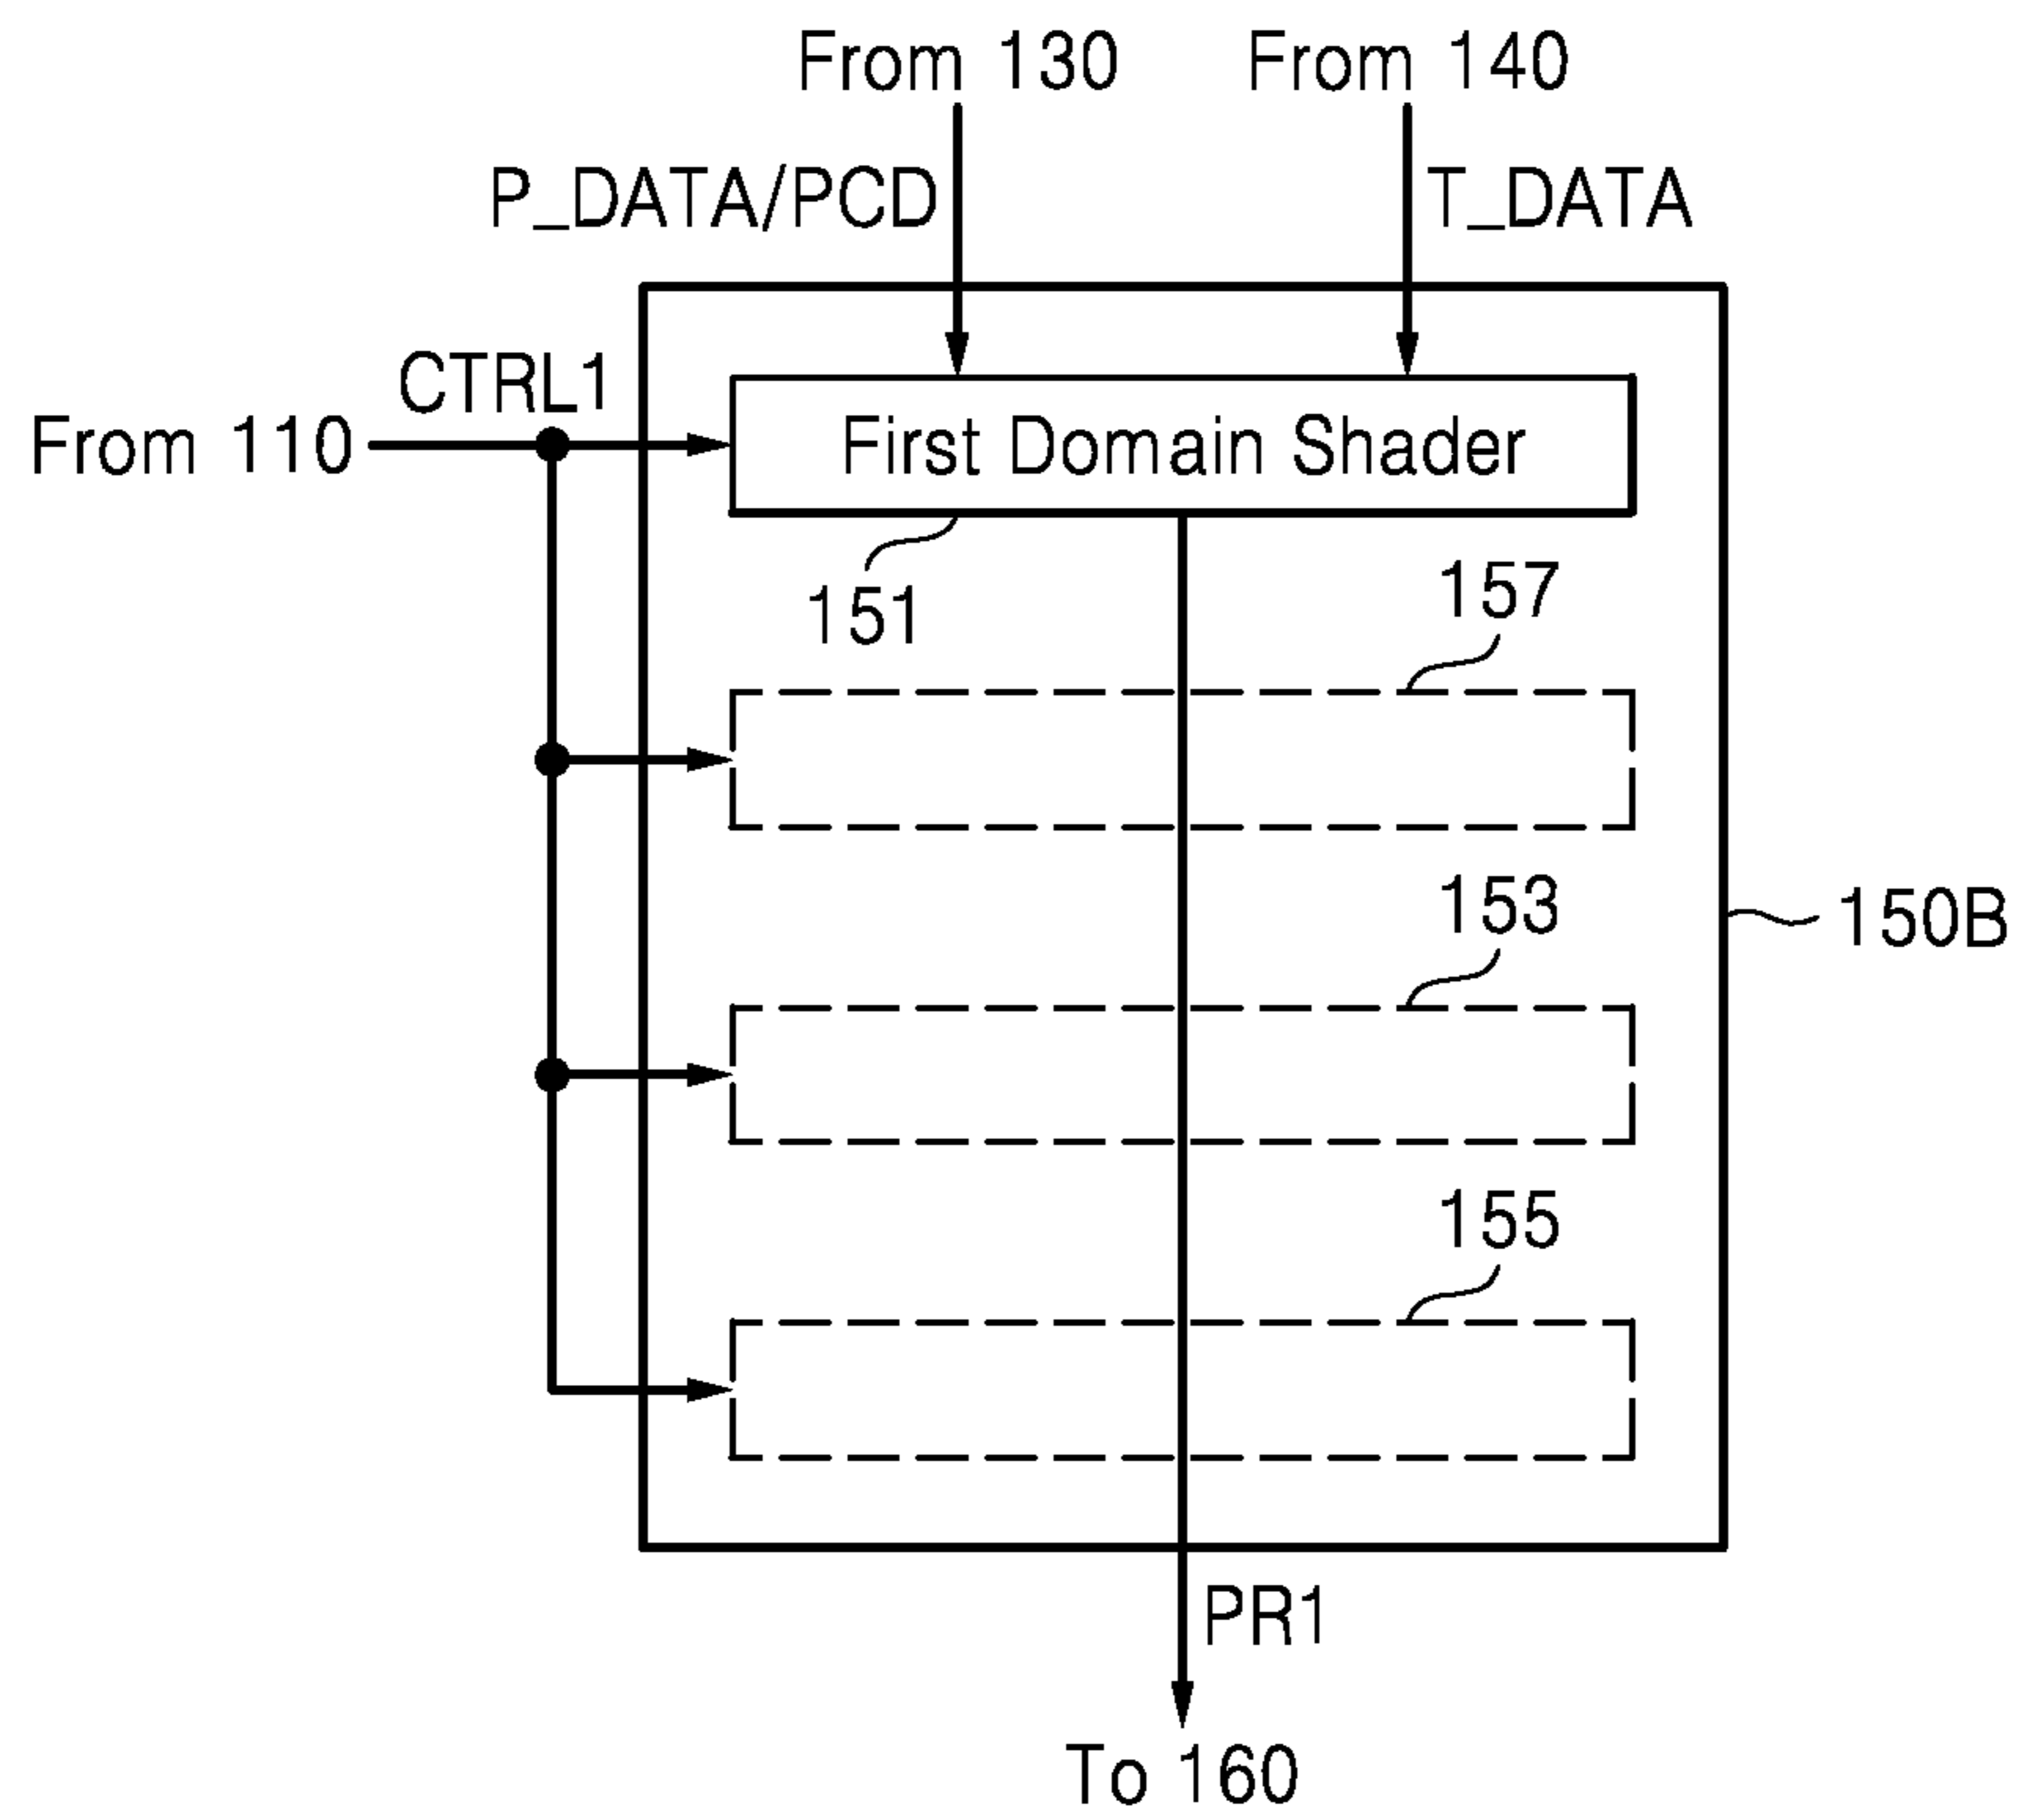 From 130
From 140
P_DATA/PCD
T_DATA
CTRL1
From 110
First Domain Shader
151
157
153
150B
155
PR1
To 160